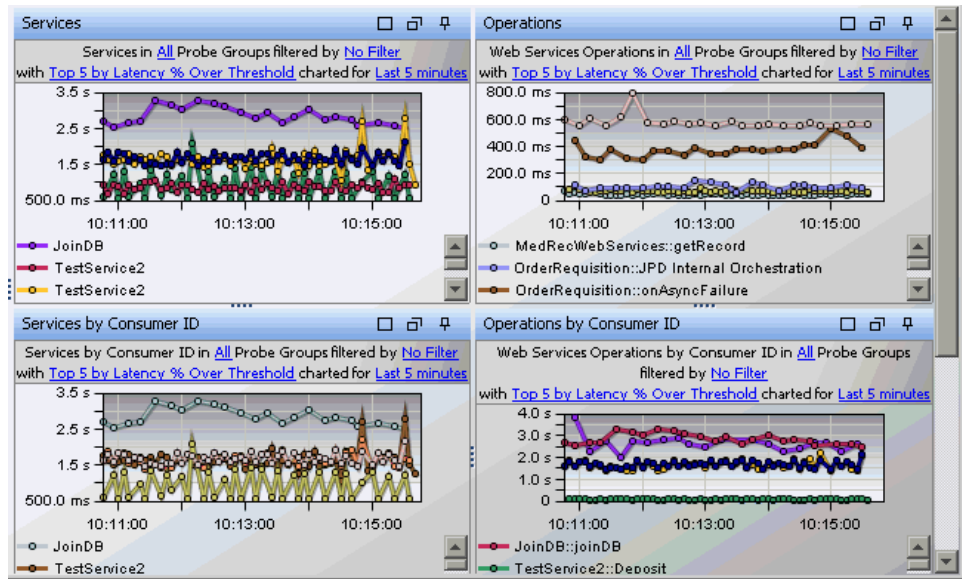 Services
Services in All Probe Groups filtered by No Filter
with Top 5 by Latency % Over Threshold charted for Last 5 minutes
3.5 s
2.5 s
1.5 s
500.0 ms
10:11:00 10:13:00 10:15:00
JoinDB
TestService2
TestService2
Operations
Web Services Operations in All Probe Groups filtered by No Filter
with Top 5 by Latency % Over Threshold charted for Last 5 minutes
800.0 ms
600.0 ms
400.0 ms
200.0 ms
0
10:11:00 10:13:00 10:15:00
MedRecWebServices::getRecord
OrderRequisition::JPD Internal Orchestration
OrderRequisition::onAsyncFailure
Services by Consumer ID
Services by Consumer ID in All Probe Groups filtered by No Filter
with Top 5 by Latency % Over Threshold charted for Last 5 minutes
3.5 s
2.5 s
1.5 s
500.0 ms
10:11:00 10:13:00 10:15:00
JoinDB
TestService2
Operations by Consumer ID
Web Services Operations by Consumer ID in All Probe Groups
filtered by No Filter
with Top 5 by Latency % Over Threshold charted for Last 5 minutes
4.0 s
3.0 s
2.0 s
1.0 s
0
10:11:00 10:13:00 10:15:00
JoinDB::joinDB
TestService2::Deposit